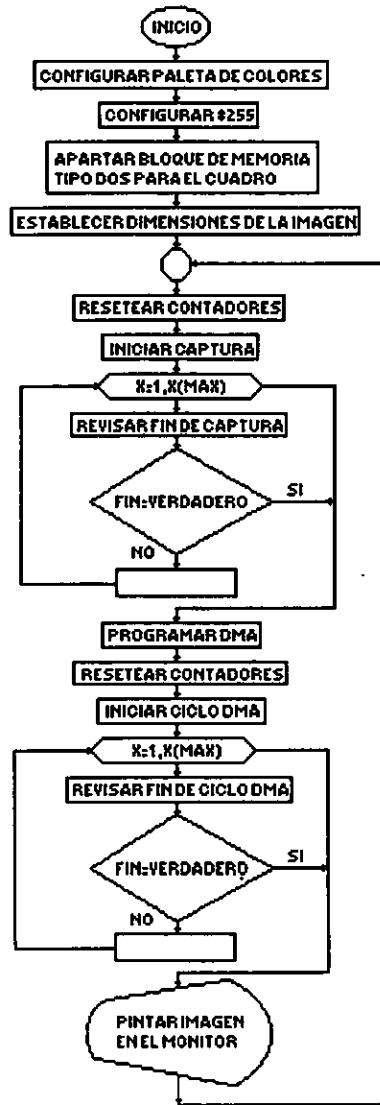 INICIO
CONFIGURAR PALETA DE COLORES
CONFIGURAR #255
APARTAR BLOQUE DE MEMORIA
TIPO DOS PARA EL CUADRO
ESTABLECER DIMENSIONES DE LA IMAGEN
RESETEAR CONTADORES
INICIAR CAPTURA
X=1,X(MAX)
REVISAR FIN DE CAPTURA
FIN=VERDADERO
SI
NO
PROGRAMAR DMA
RESETEAR CONTADORES
INICIAR CICLO DMA
X=1,X(MAX)
REVISAR FIN DE CICLO DMA
FIN=VERDADERO
SI
NO
PINTAR IMAGEN
EN EL MONITOR